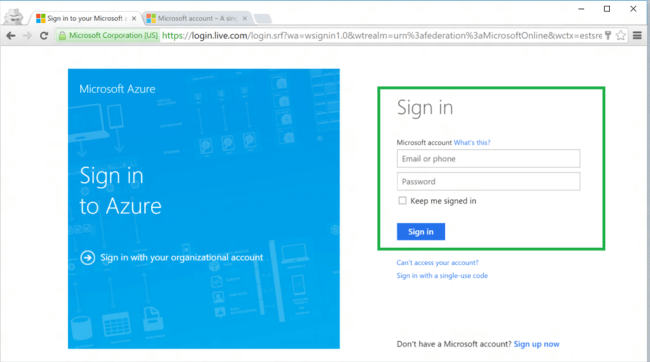 Sign in to your Microsoft a
Microsoft account – A sing
Microsoft Corporation [US]
https://login.live.com/login.srf?wa=wsignin1.0&wtrealm=urn%3afederation%3aMicrosoftOnline&wctx=estsre
Microsoft Azure
Sign in
to Azure
Sign in with your organizational account
Sign in
Microsoft account What's this?
Email or phone
Password
Keep me signed in
Sign in
Can't access your account?
Sign in with a single-use code
Don't have a Microsoft account? Sign up now